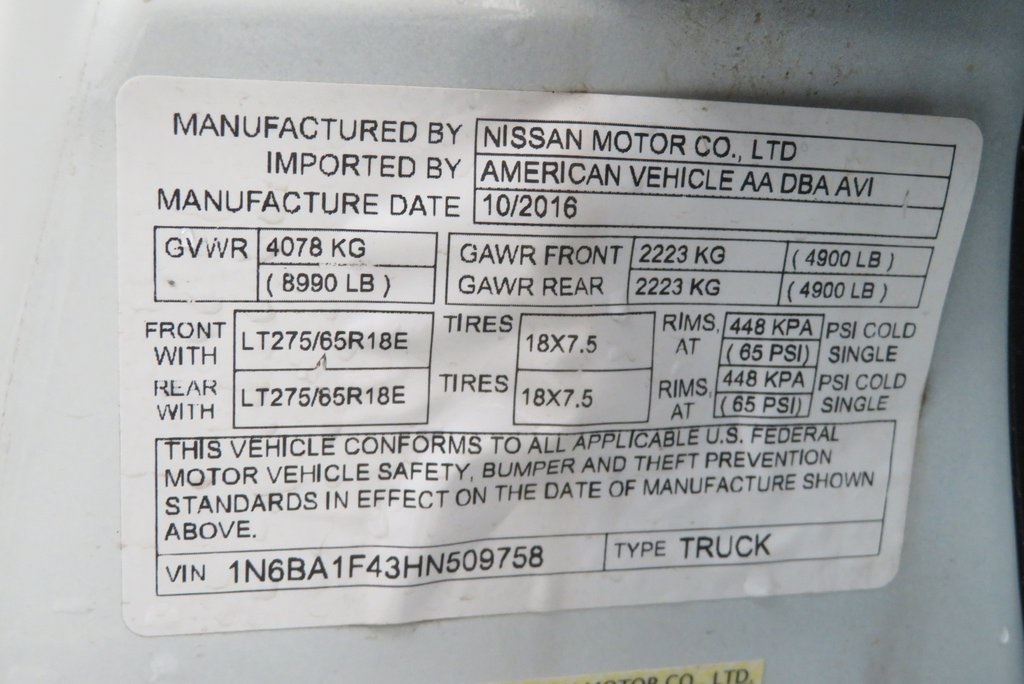 MANUFACTURED BY NISSAN MOTOR CO., LTD
IMPORTED BY AMERICAN VEHICLE AA DBA AVI
MANUFACTURE DATE 10/2016
GVWR 4078 KG GAWR FRONT 2223 KG ( 4900 LB )
( 8990 LB ) GAWR REAR 2223 KG ( 4900 LB )
FRONT WITH LT275/65R18E TIRES 18X7.5 RIMS, AT 448 KPA PSI COLD
( 65 PSI) SINGLE
REAR WITH LT275/65R18E TIRES 18X7.5 RIMS, AT 448 KPA PSI COLD
( 65 PSI) SINGLE
THIS VEHICLE CONFORMS TO ALL APPLICABLE U.S. FEDERAL
MOTOR VEHICLE SAFETY, BUMPER AND THEFT PREVENTION
STANDARDS IN EFFECT ON THE DATE OF MANUFACTURE SHOWN
ABOVE.
VIN 1N6BA1F43HN509758 TYPE TRUCK
MOTOR CO., LTD.